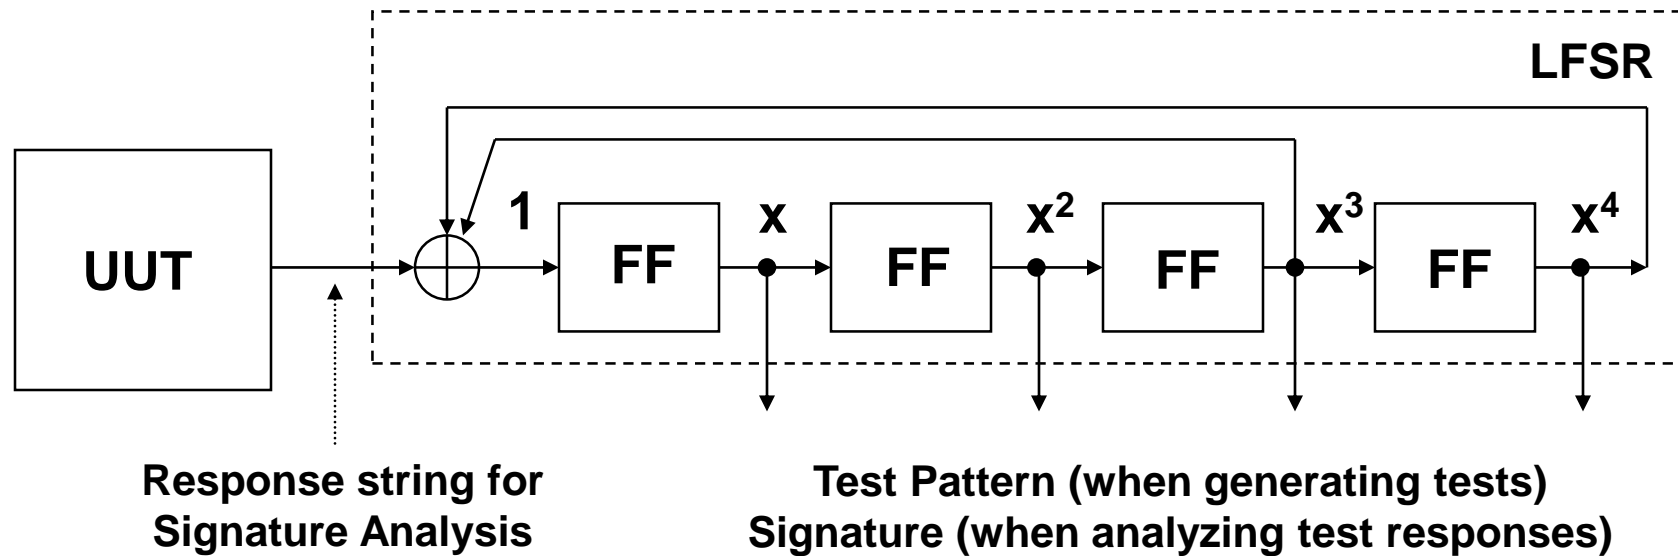 LFSR
1
x
x²
x³
x⁴
UUT
FF
FF
FF
FF
Response string for
Signature Analysis
Test Pattern (when generating tests)
Signature (when analyzing test responses)